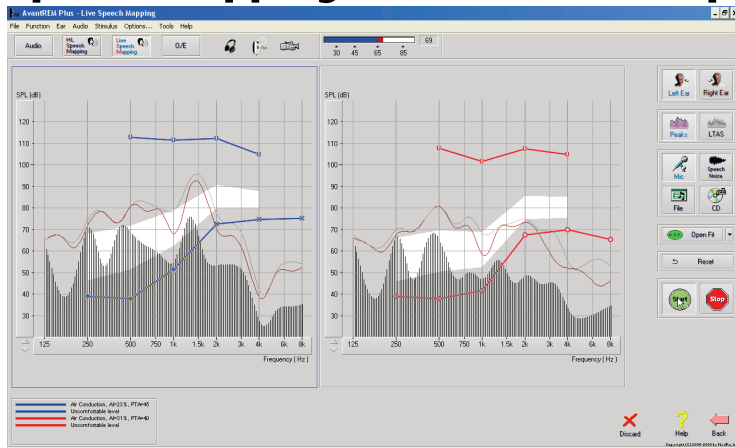 AvantREM Plus - Live Speech Mapping
File Function Ear Audio Stimulus Options... Tools Help
Audio
HL Speech Mapping
Live Speech Mapping
O/E
69
30 45 65 85
SPL (dB)
120
110
100
90
80
70
60
50
40
30
125 250 500 750 1k 1.5k 2k 3k 4k 6k 8k
Frequency ( Hz )
SPL (dB)
120
110
100
90
80
70
60
50
40
30
125 250 500 750 1k 1.5k 2k 3k 4k 6k 8k
Frequency ( Hz )
Left Ear Right Ear
Peaks LTAS
Mic Speech Noise
File CD
Open Fit
Reset
Start Stop
Air Conduction, AI=23%, PTA=45
Uncomfortable level
Air Conduction, AI=31%, PTA=40
Uncomfortable level
Discard Help Back